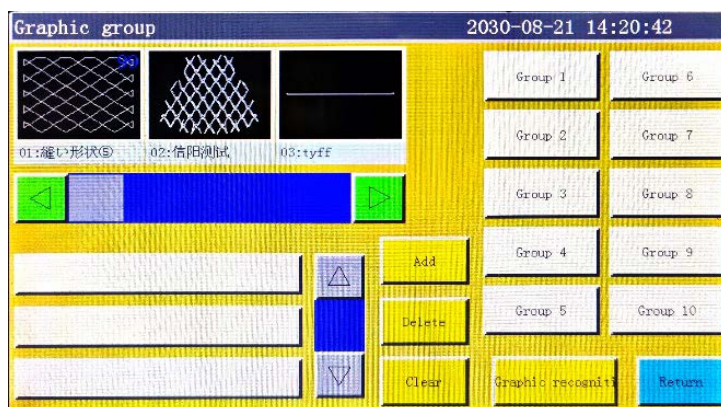 Graphic group 2030-08-21 14:20:42
01:縫い形状⑤ 02:信阳测试 03:tyff
Group 1 Group 6
Group 2 Group 7
Group 3 Group 8
Group 4 Group 9
Group 5 Group 10
Add
Delete
Clear Graphic recogniti Return